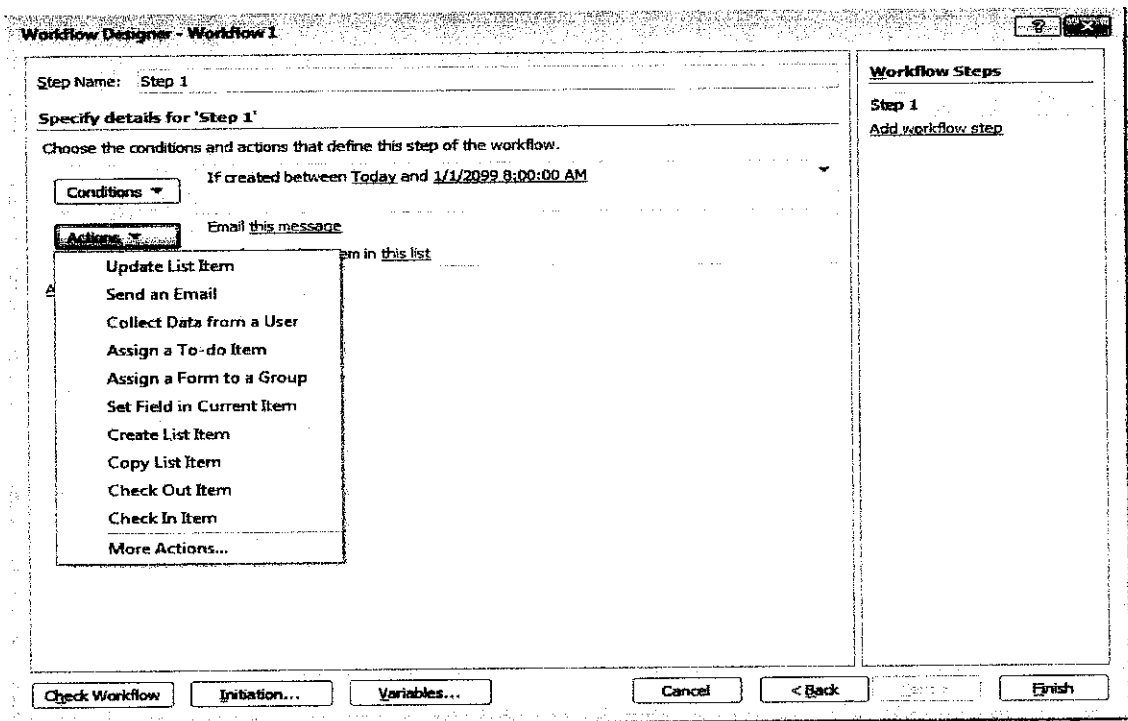 Workflow Designer - Workflow 1
Step Name: Step 1
Specify details for 'Step 1'
Choose the conditions and actions that define this step of the workflow.
Conditions
If created between Today and 1/1/2099 8:00:00 AM
Actions
Email this message
em in this list
Update List Item
Send an Email
Collect Data from a User
Assign a To-do Item
Assign a Form to a Group
Set Field in Current Item
Create List Item
Copy List Item
Check Out Item
Check In Item
More Actions...
Workflow Steps
Step 1
Add workflow step
Check Workflow
Initiation...
Variables...
Cancel
< Back
Finish